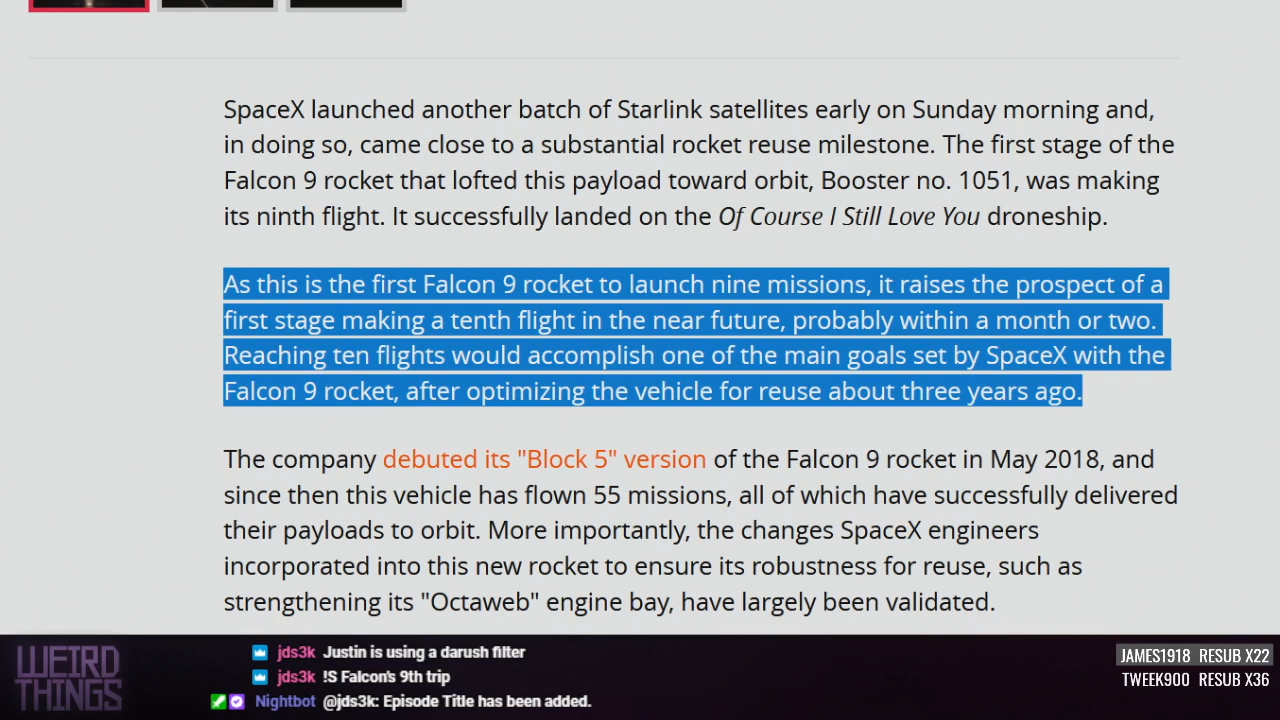 SpaceX launched another batch of Starlink satellites early on Sunday morning and,
in doing so, came close to a substantial rocket reuse milestone. The first stage of the
Falcon 9 rocket that lofted this payload toward orbit, Booster no. 1051, was making
its ninth flight. It successfully landed on the Of Course I Still Love You droneship.
As this is the first Falcon 9 rocket to launch nine missions, it raises the prospect of a
first stage making a tenth flight in the near future, probably within a month or two.
Reaching ten flights would accomplish one of the main goals set by SpaceX with the
Falcon 9 rocket, after optimizing the vehicle for reuse about three years ago.
The company debuted its "Block 5" version of the Falcon 9 rocket in May 2018, and
since then this vehicle has flown 55 missions, all of which have successfully delivered
their payloads to orbit. More importantly, the changes SpaceX engineers
incorporated into this new rocket to ensure its robustness for reuse, such as
strengthening its "Octaweb" engine bay, have largely been validated.
WEIRD
THINGS
jds3k Justin is using a darush filter
jds3k !S Falcon's 9th trip
Nightbot @jds3k: Episode Title has been added.
JAMES1918 RESUB X22
TWEEK900 RESUB X36